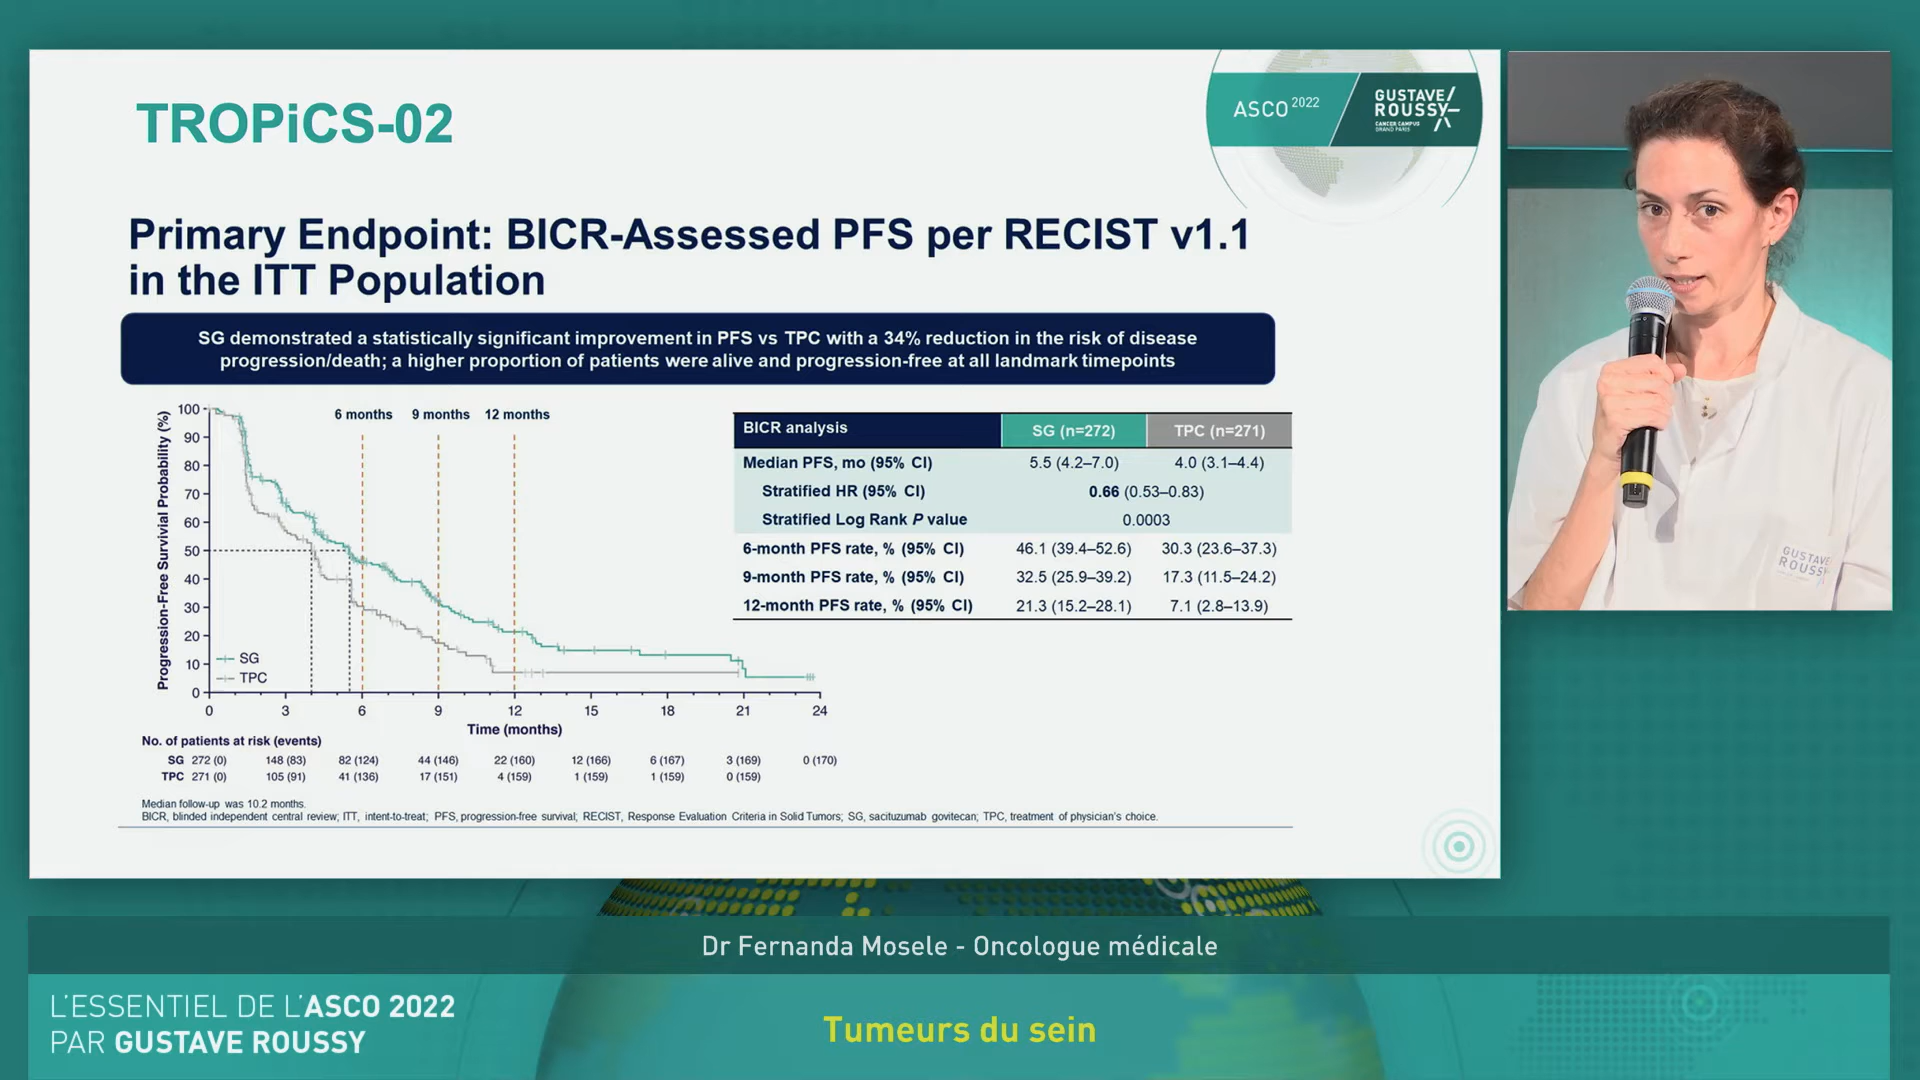 TROPiCS-02
ASCO 2022
GUSTAVE/
ROUSSY
CANCER CAMPUS
GRAND PARIS
Primary Endpoint: BICR-Assessed PFS per RECIST v1.1
in the ITT Population
SG demonstrated a statistically significant improvement in PFS vs TPC with a 34% reduction in the risk of disease
progression/death; a higher proportion of patients were alive and progression-free at all landmark timepoints
Progression-Free Survivial Probability (%)
100
90
80
70
60
50
40
30
20
10
0
6 months 9 months 12 months
SG
TPC
0 3 6 9 12 15 18 21 24
Time (months)
No. of patients at risk (events)
SG 272 (0) 148 (83) 82 (124) 44 (146) 22 (160) 12 (166) 6 (167) 3 (169) 0 (170)
TPC 271 (0) 105 (91) 41 (136) 17 (151) 4 (159) 1 (159) 1 (159) 0 (159)
BICR analysis SG (n=272) TPC (n=271)
Median PFS, mo (95% CI) 5.5 (4.2–7.0) 4.0 (3.1–4.4)
Stratified HR (95% CI) 0.66 (0.53–0.83)
Stratified Log Rank P value 0.0003
6-month PFS rate, % (95% CI) 46.1 (39.4–52.6) 30.3 (23.6–37.3)
9-month PFS rate, % (95% CI) 32.5 (25.9–39.2) 17.3 (11.5–24.2)
12-month PFS rate, % (95% CI) 21.3 (15.2–28.1) 7.1 (2.8–13.9)
Median follow-up was 10.2 months.
BICR, blinded independent central review; ITT, intent-to-treat; PFS, progression-free survival; RECIST, Response Evaluation Criteria in Solid Tumors; SG, sacituzumab govitecan; TPC, treatment of physician's choice.
GUSTAVE
ROUSSY
Dr Fernanda Mosele - Oncologue médicale
L'ESSENTIEL DE L'ASCO 2022
PAR GUSTAVE ROUSSY
Tumeurs du sein